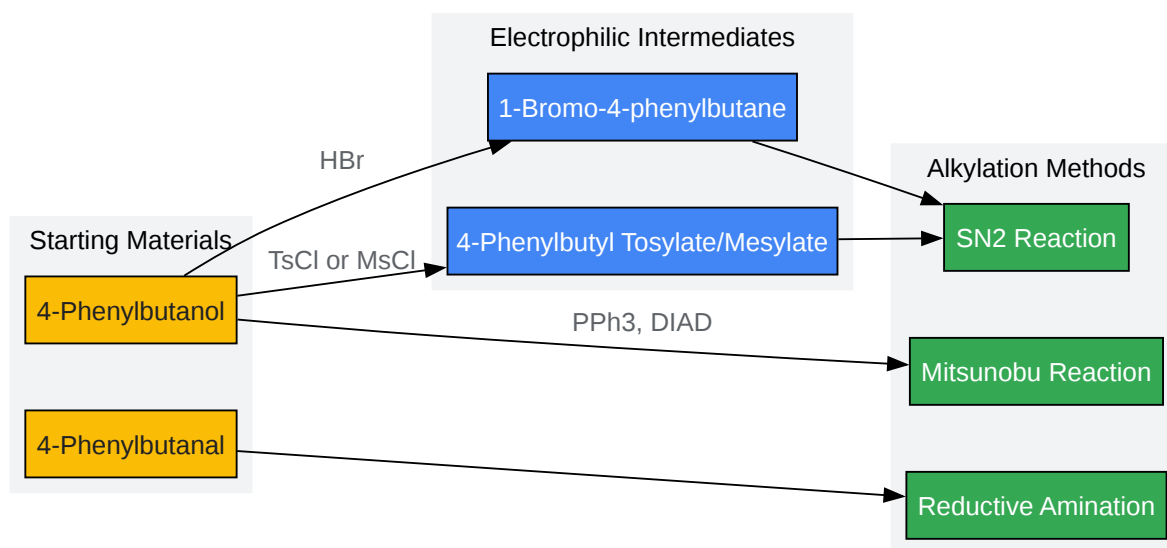 Electrophilic Intermediates
1-Bromo-4-phenylbutane
HBr
Alkylation Methods
Starting Materials
4-Phenylbutyl Tosylate/Mesylate
SN2 Reaction
TsCl or MsCl
4-Phenylbutanol
PPh3, DIAD
Mitsunobu Reaction
4-Phenylbutanal
Reductive Amination